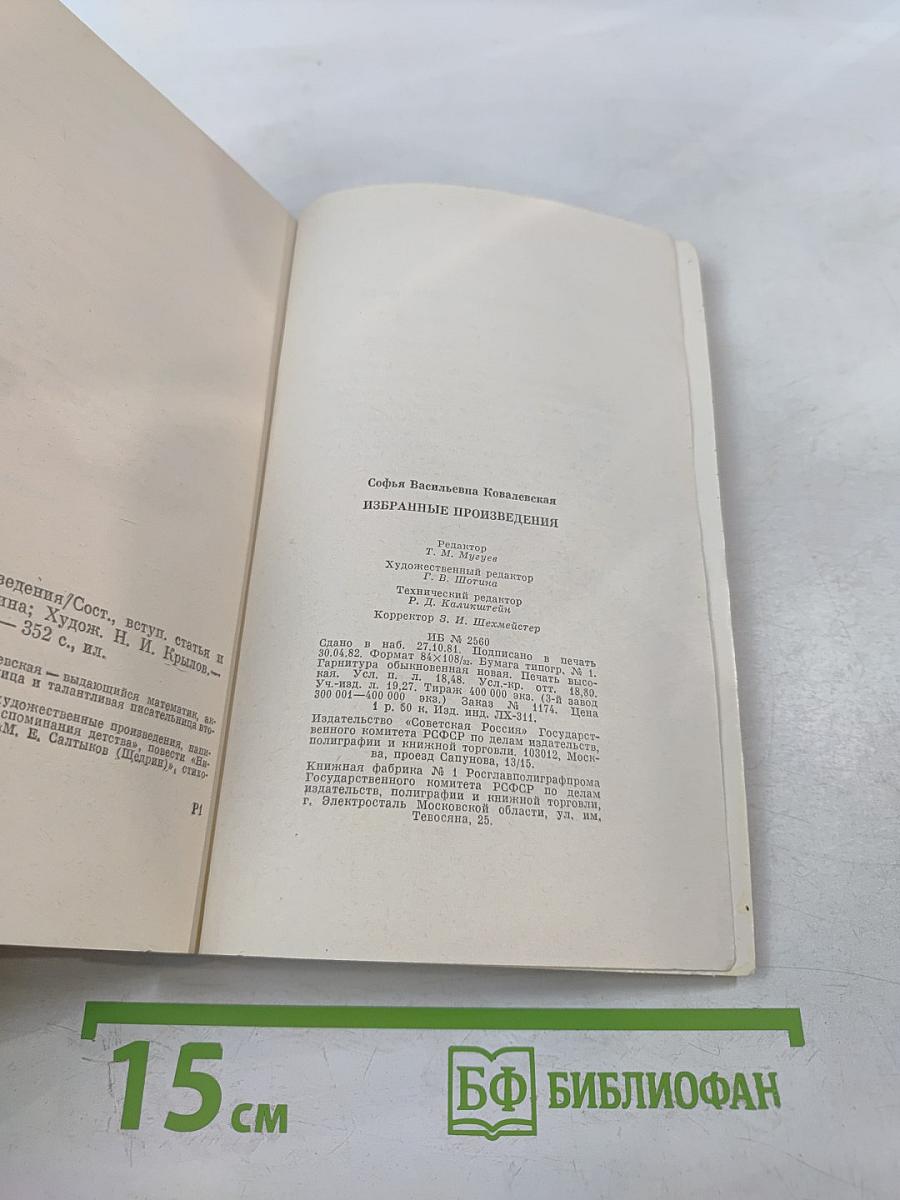 ведения/Сост., вступ. статья и
ина; Худож. Н. И. Крылов.—
— 352 с., ил.
евская — выдающийся математик, ак-
ница и талантливая писательница вто-
художественные произведения, напи-
споминания детства», повести «Ни-
«М. Е. Салтыков (Щедрин)», стихо-
Р1
Софья Васильевна Ковалевская
ИЗБРАННЫЕ ПРОИЗВЕДЕНИЯ
Редактор
Т. М. Мугуев
Художественный редактор
Г. В. Шотина
Технический редактор
Р. Д. Каликштейн
Корректор З. И. Шехмейстер
ИБ № 2560
Сдано в наб. 27.10.81. Подписано в печать
30.04.82. Формат 84×108/32. Бумага типогр. № 1.
Гарнитура обыкновенная новая. Печать высо-
кая. Усл. п. л. 18,48. Усл.-кр. отт. 18,89.
Уч.-изд. л. 19,27. Тираж 400 000 экз. (3-й завод
300 001—400 000 экз.) Заказ № 1174. Цена
1 р. 50 к. Изд. инд. ЛХ-311.
Издательство «Советская Россия» Государст-
венного комитета РСФСР по делам издательств,
полиграфии и книжной торговли. 103012, Моск-
ва, проезд Сапунова, 13/15.
Книжная фабрика № 1 Росглавполиграфпрома
Государственного комитета РСФСР по делам
издательств, полиграфии и книжной торговли,
г. Электросталь Московской области, ул. им.
Тевосяна, 25.
15 см
БФ БИБЛИОФАН